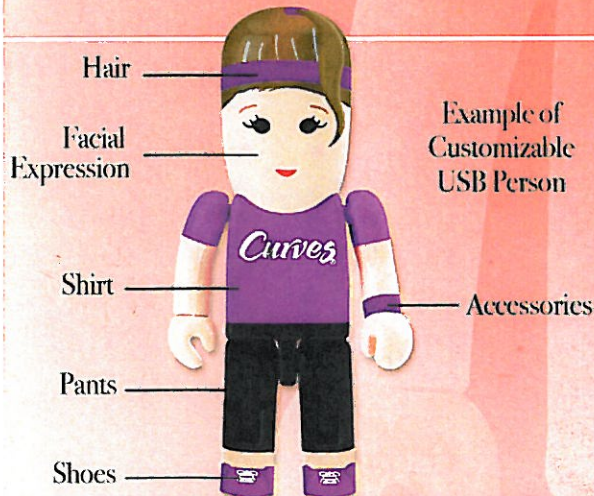 Hair
Facial
Expression
Example of
Customizable
USB Person
Curves
Shirt
Accessories
Pants
Shoes